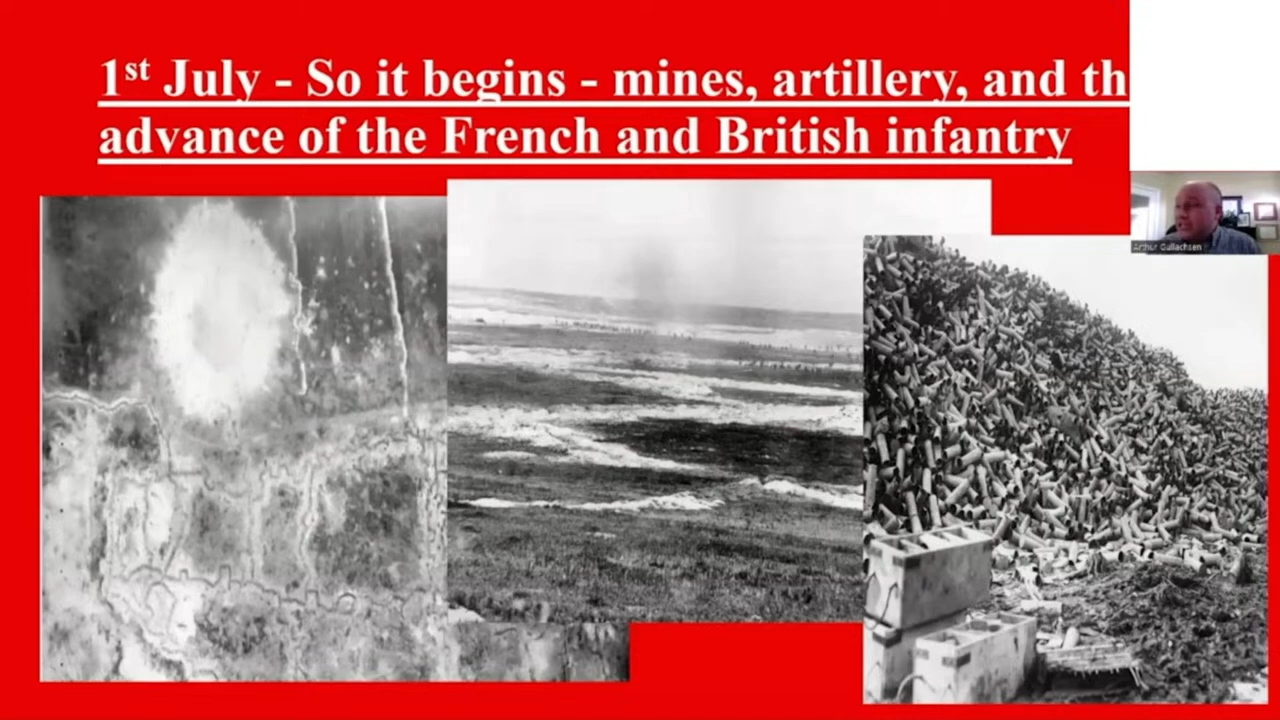 1st July - So it begins - mines, artillery, and th
advance of the French and British infantry
Arthur Gullachsen